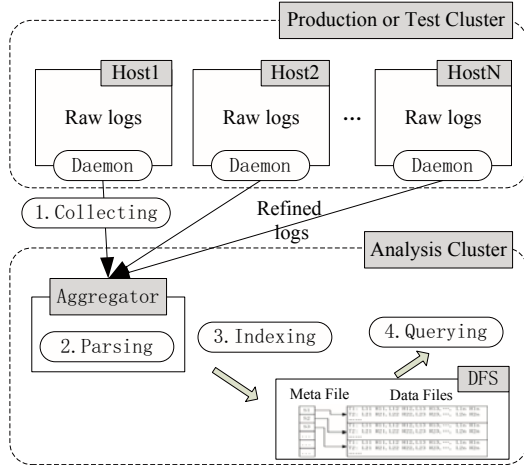 Production or Test Cluster
Host1
Host2
HostN
Raw logs
Raw logs
...
Raw logs
Daemon
Daemon
Daemon
1.Collecting
Refined
logs
Analysis Cluster
Aggregator
2.Parsing
3.Indexing
4.Querying
DFS
Meta File
Data Files